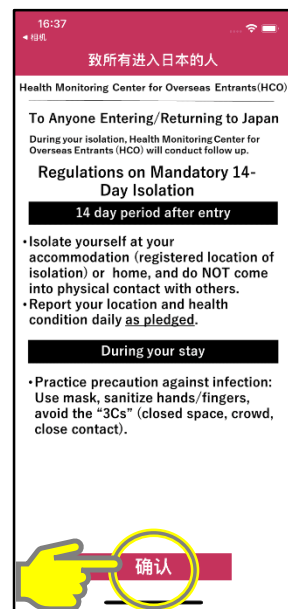 16:37
◀ 相机
致所有进入日本的人
Health Monitoring Center for Overseas Entrants(HCO)
To Anyone Entering/Returning to Japan
During your isolation, Health Monitoring Center for
Overseas Entrants (HCO) will conduct follow up.
Regulations on Mandatory 14-
Day Isolation
14 day period after entry
•Isolate yourself at your
accommodation (registered location of
isolation) or home, and do NOT come
into physical contact with others.
•Report your location and health
condition daily as pledged.
During your stay
•Practice precaution against infection:
Use mask, sanitize hands/fingers,
avoid the “3Cs” (closed space, crowd,
close contact).
确认